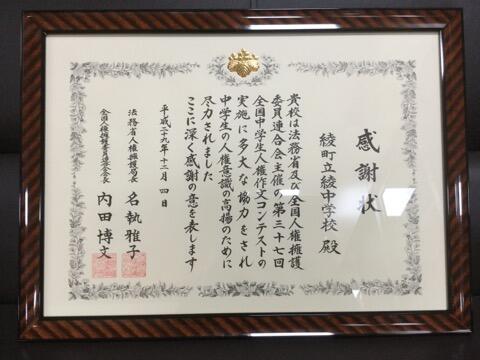 感謝状
綾町立綾中学校 殿
貴校は法務省及び全国人権擁護
委員連合会主催の第三十七回
全国中学生人権作文コンテストの
実施に多大な協力をされ
中学生の人権意識の高揚のために
尽力されました
ここに深く感謝の意を表します
平成二十九年十二月四日
法務省人権擁護局長 名執雅子
全国人権擁護委員連合会会長 内田博文